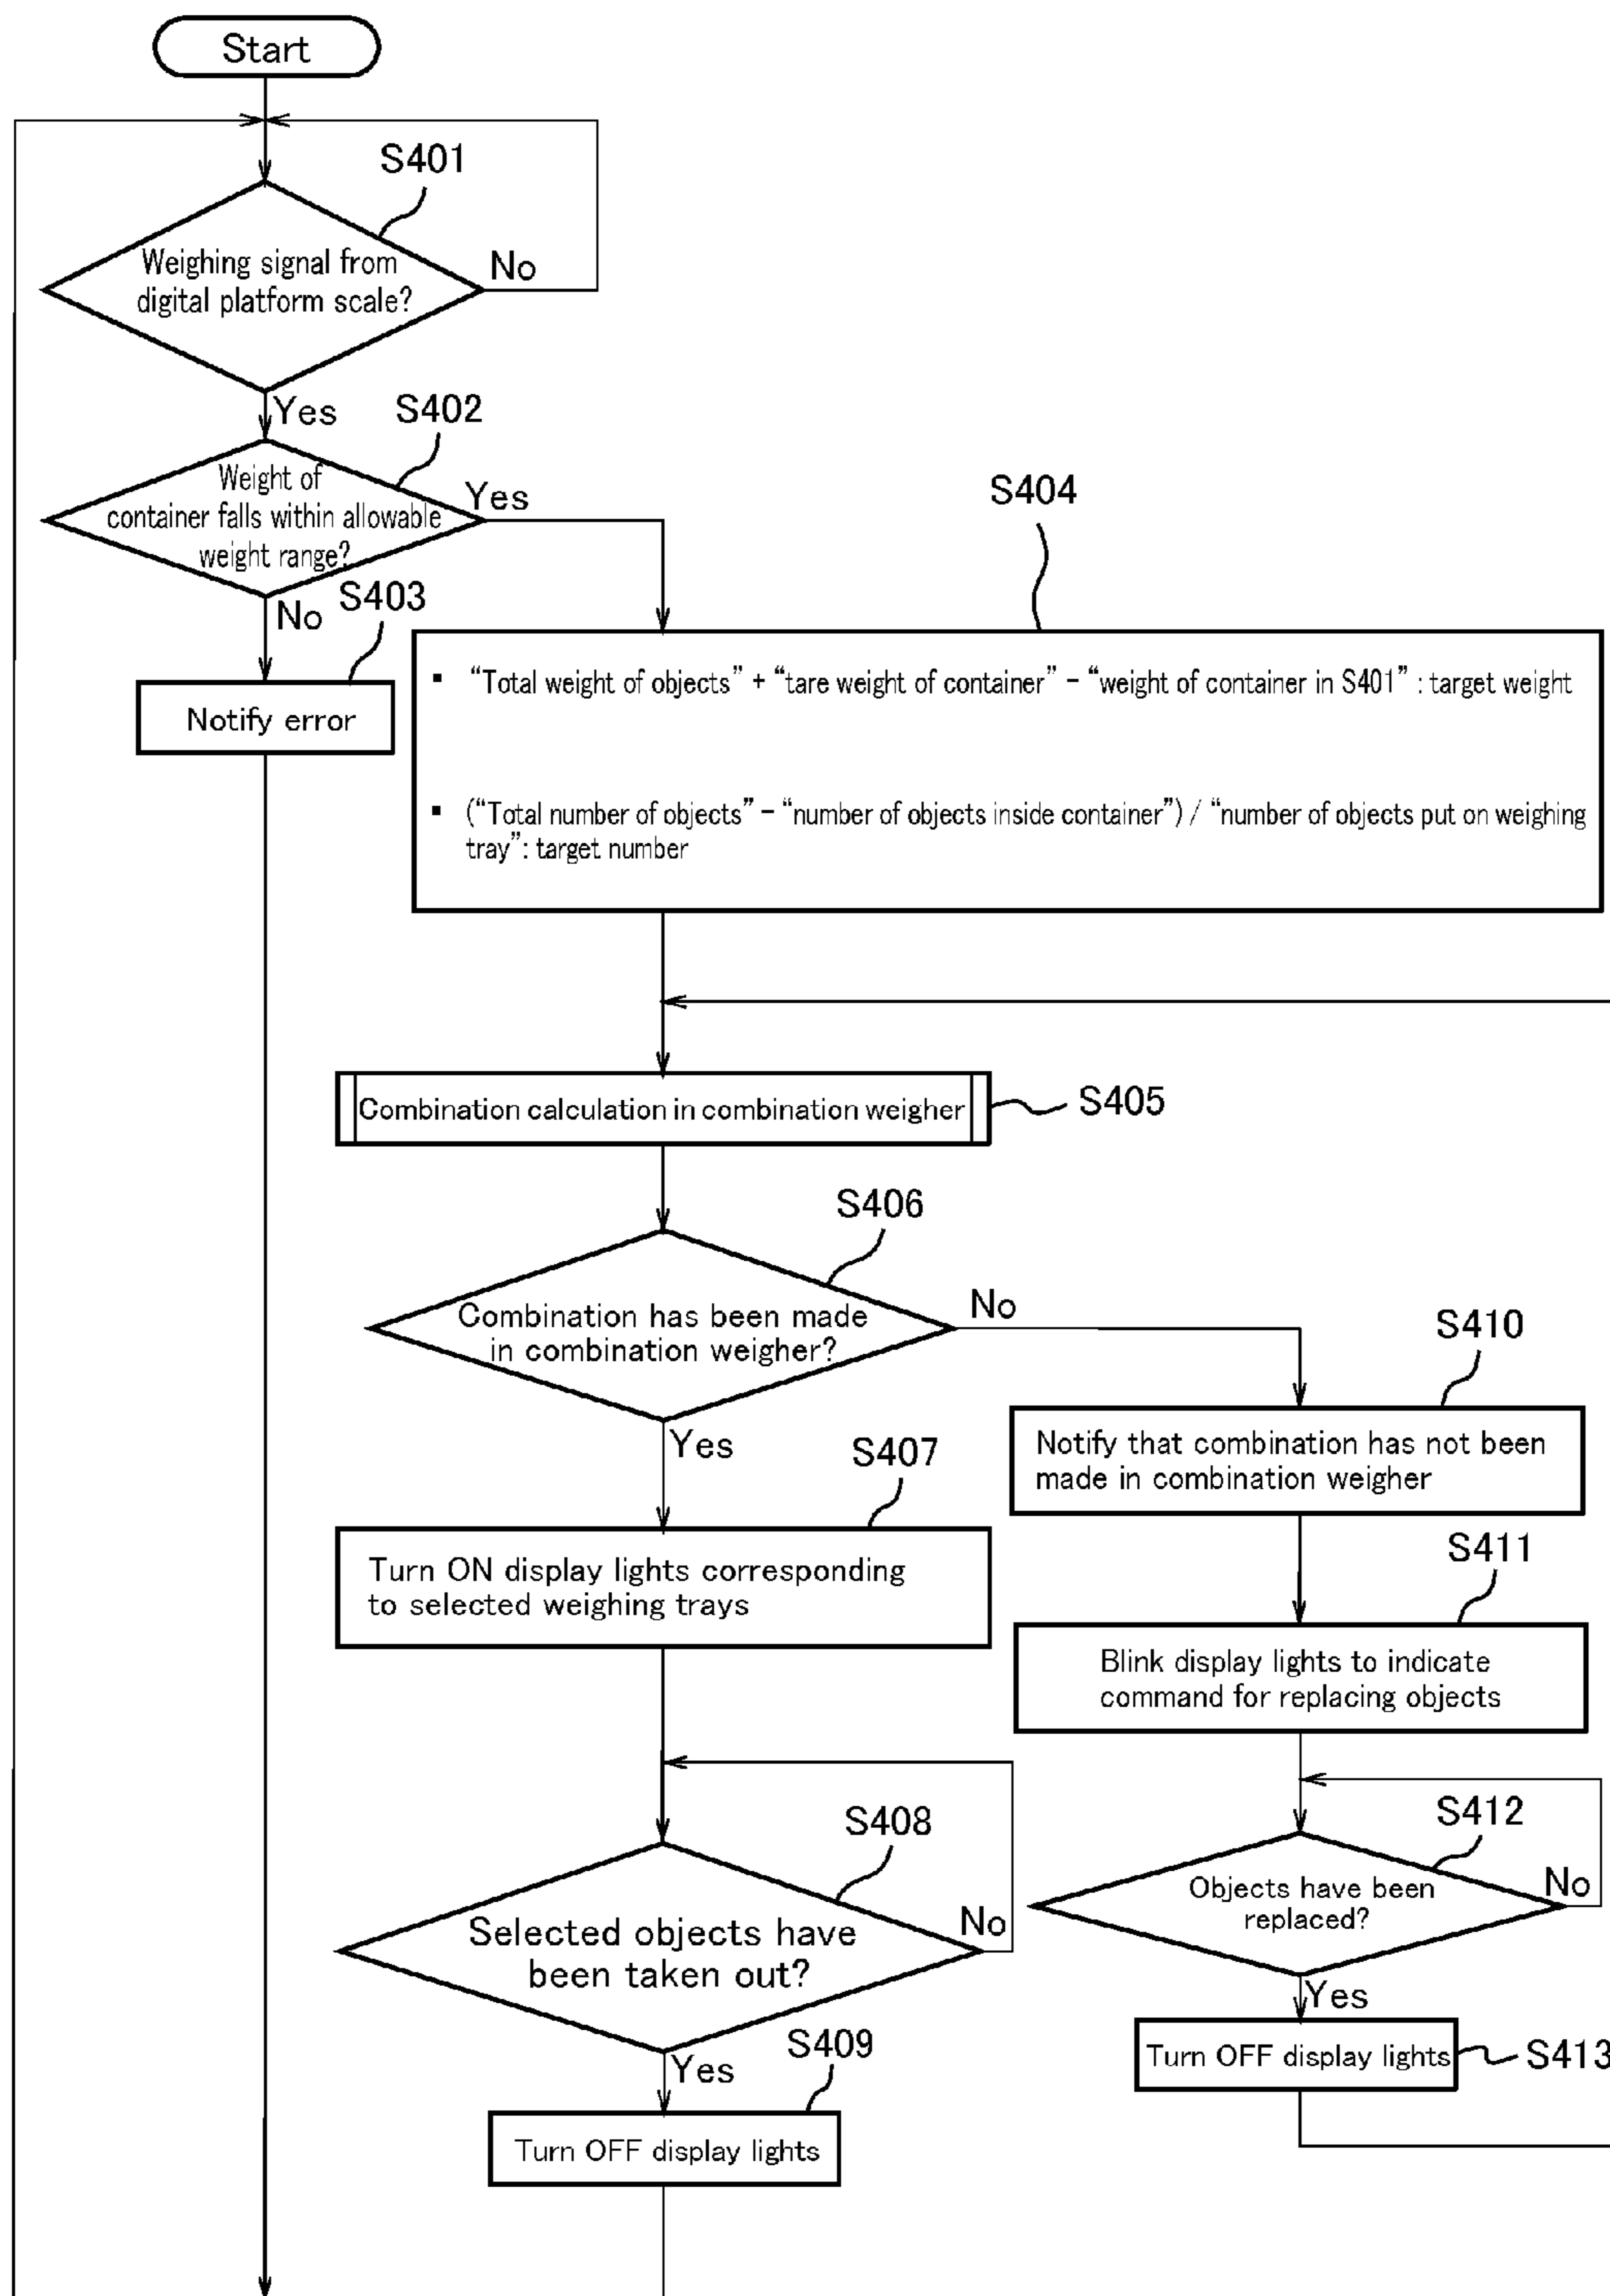 Start
S401
Weighing signal from
digital platform scale?
No
Yes
S402
Weight of
container falls within allowable
weight range?
Yes
No
S403
Notify error
S404
▪ “Total weight of objects” + “tare weight of container” − “weight of container in S401” : target weight
▪ (“Total number of objects” − “number of objects inside container”) / “number of objects put on weighing
tray”: target number
Combination calculation in combination weigher
S405
S406
Combination has been made
in combination weigher?
No
Yes
S407
Turn ON display lights corresponding
to selected weighing trays
S408
Selected objects have
been taken out?
No
Yes
S409
Turn OFF display lights
S410
Notify that combination has not been
made in combination weigher
S411
Blink display lights to indicate
command for replacing objects
S412
Objects have been
replaced?
No
Yes
Turn OFF display lights
S413